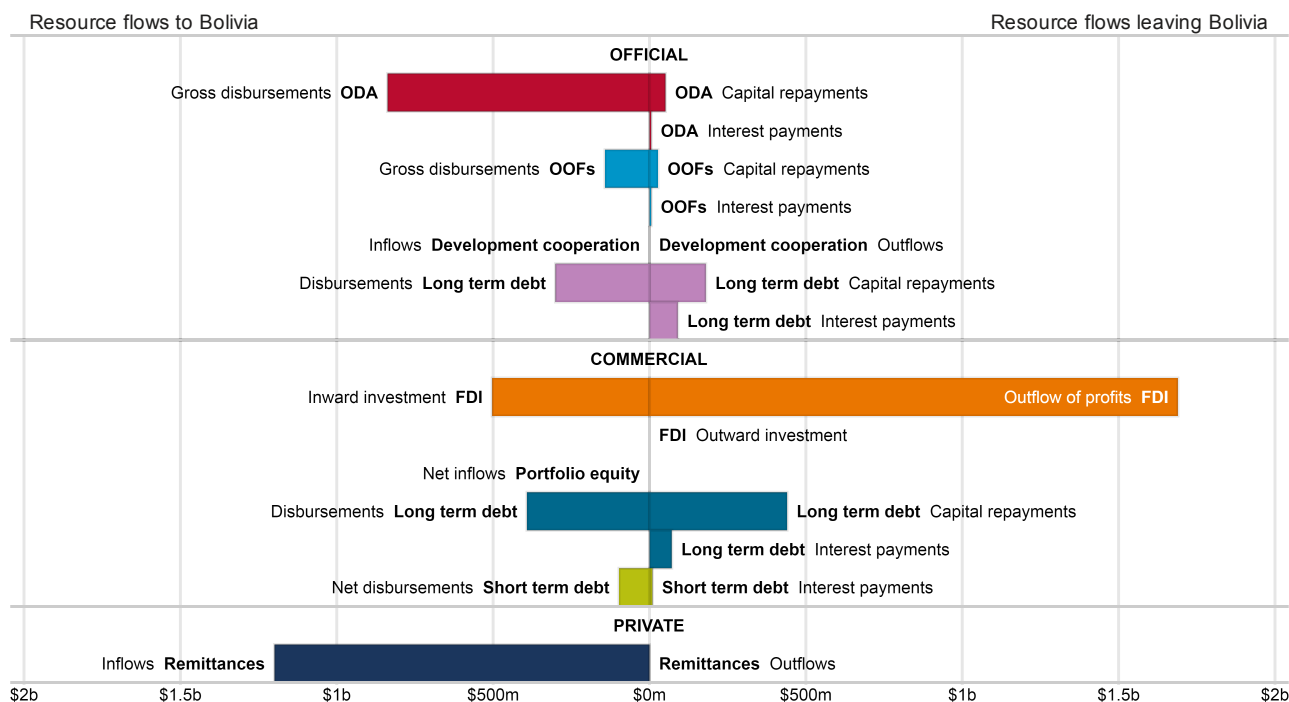 Resource flows to Bolivia Resource flows leaving Bolivia
OFFICIAL
Gross disbursements ODA ODA Capital repayments
ODA Interest payments
Gross disbursements OOFs OOFs Capital repayments
OOFs Interest payments
Inflows Development cooperation Development cooperation Outflows
Disbursements Long term debt Long term debt Capital repayments
Long term debt Interest payments
COMMERCIAL
Inward investment FDI Outflow of profits FDI
FDI Outward investment
Net inflows Portfolio equity
Disbursements Long term debt Long term debt Capital repayments
Long term debt Interest payments
Net disbursements Short term debt Short term debt Interest payments
PRIVATE
Inflows Remittances Remittances Outflows
$2b $1.5b $1b $500m $0m $500m $1b $1.5b $2b